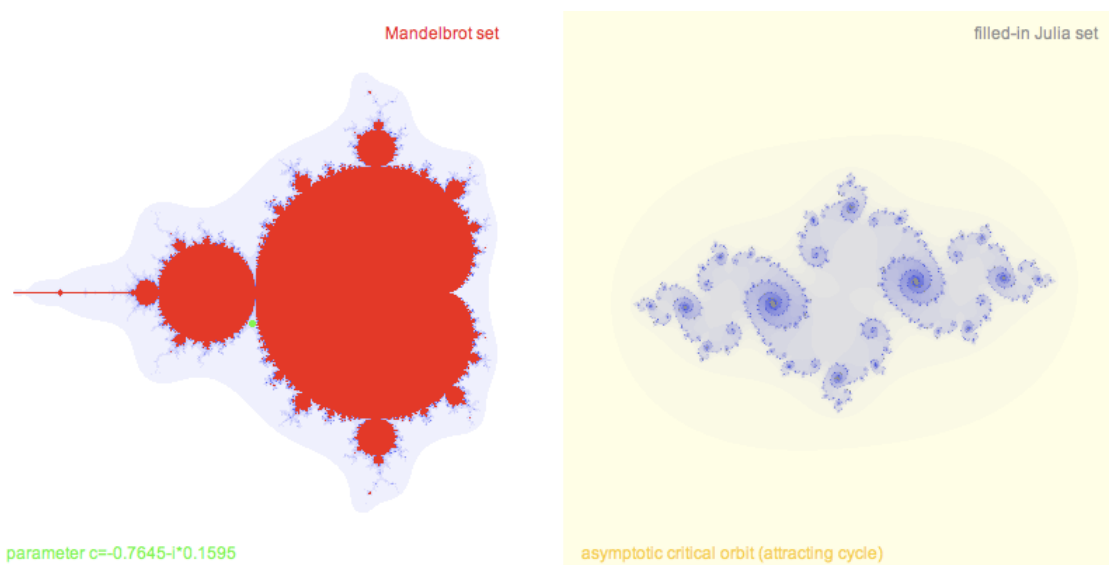 Mandelbrot set
filled-in Julia set
parameter c=-0.7645-i*0.1595
asymptotic critical orbit (attracting cycle)